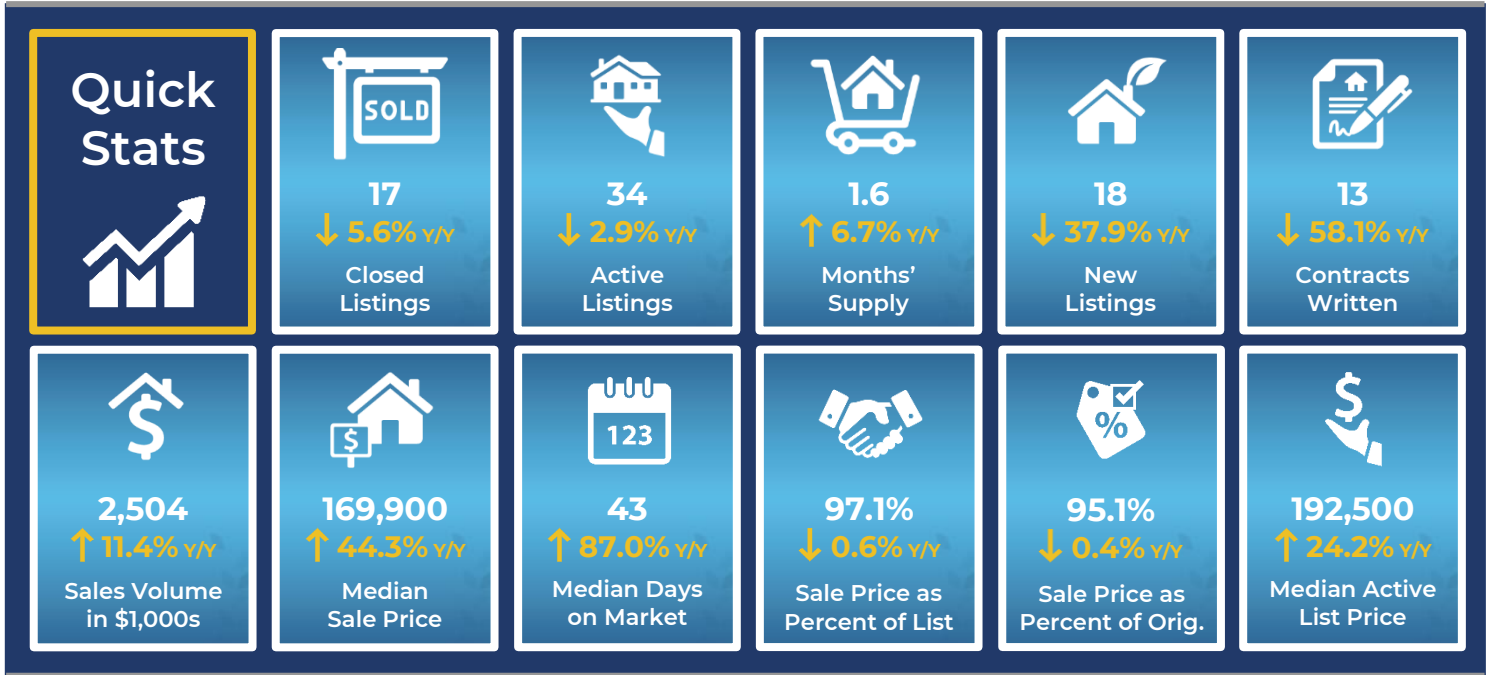 Quick
Stats
SOLD
17
↓ 5.6% Y/Y
Closed
Listings
34
↓ 2.9% Y/Y
Active
Listings
1.6
↑ 6.7% Y/Y
Months’
Supply
18
↓ 37.9% Y/Y
New
Listings
13
↓ 58.1% Y/Y
Contracts
Written
$
2,504
↑ 11.4% Y/Y
Sales Volume
in $1,000s
$
169,900
↑ 44.3% Y/Y
Median
Sale Price
123
43
↑ 87.0% Y/Y
Median Days
on Market
97.1%
↓ 0.6% Y/Y
Sale Price as
Percent of List
%
95.1%
↓ 0.4% Y/Y
Sale Price as
Percent of Orig.
$
192,500
↑ 24.2% Y/Y
Median Active
List Price